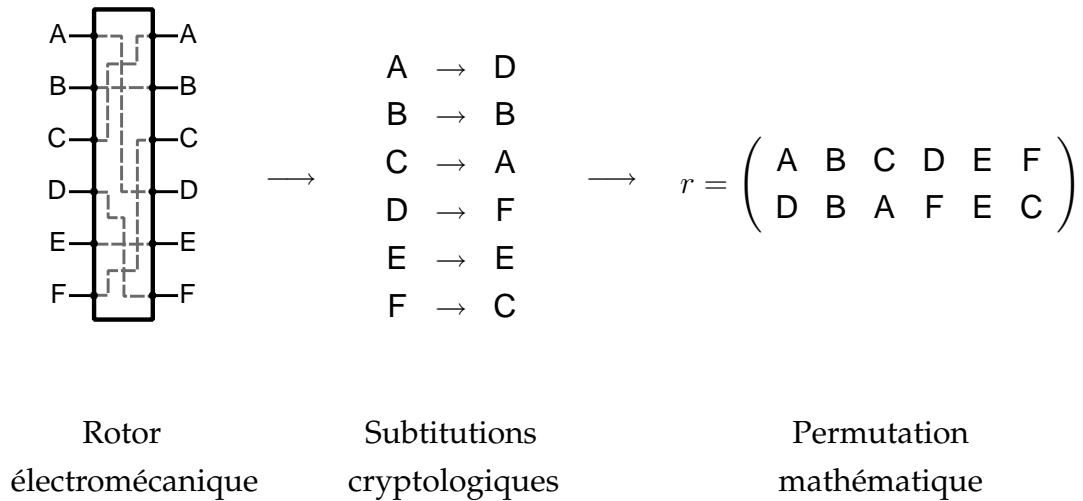 A A
B B
C C
D D
E E
F F
A → D
B → B
C → A
D → F
E → E
F → C
⟶
⟶
r = ( A B C D E F
D B A F E C )
Rotor
électromécanique
Subtitutions
cryptologiques
Permutation
mathématique